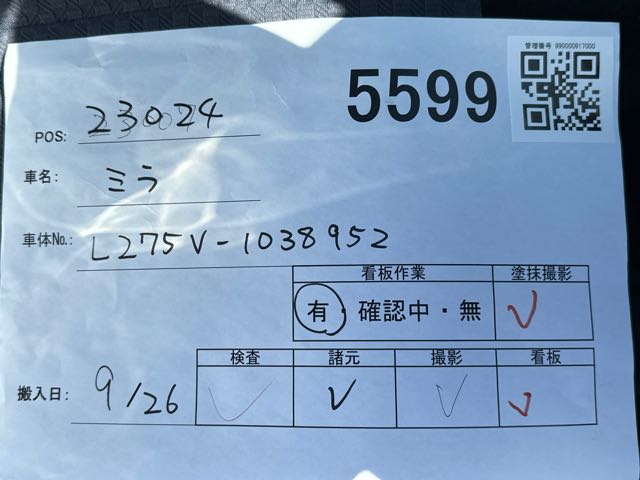 管理番号 990000917000
5599
POS: 23024
車名: ミラ
車体No.: L275V-1038952
看板作業 塗抹撮影
有・確認中・無 ✓
検査 諸元 撮影 看板
搬入日: 9/26 ✓ ✓ ✓ ✓